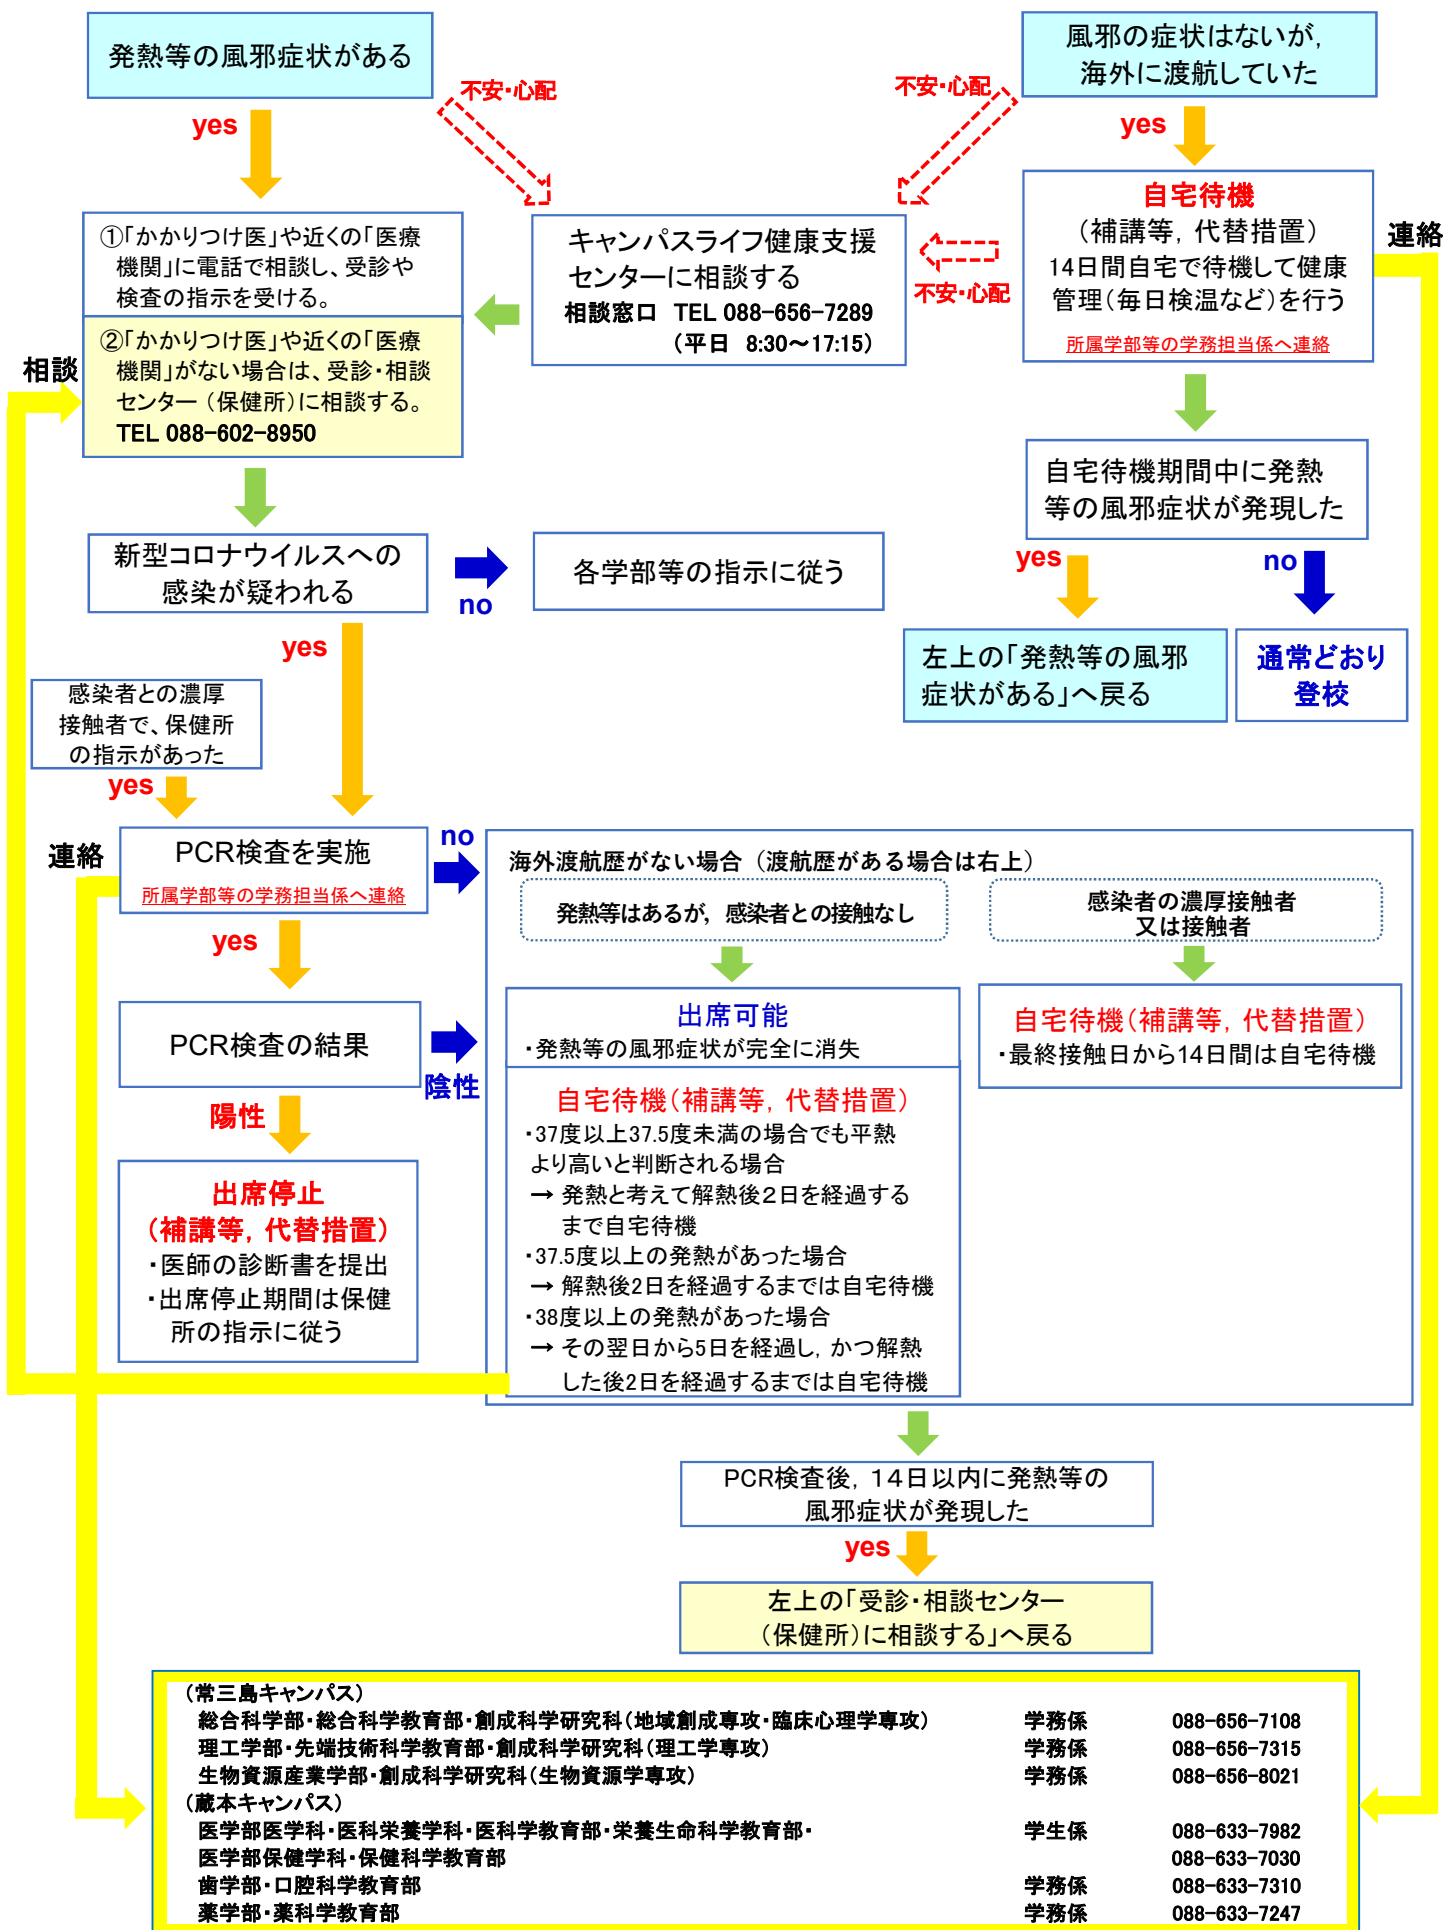 発熱等の風邪症状がある
風邪の症状はないが,
海外に渡航していた
不安・心配
不安・心配
yes
yes
①「かかりつけ医」や近くの「医療
機関」に電話で相談し、受診や
検査の指示を受ける。
②「かかりつけ医」や近くの「医療
機関」がない場合は、受診・相談
センター（保健所）に相談する。
TEL 088-602-8950
相談
キャンパスライフ健康支援
センターに相談する
相談窓口　TEL 088-656-7289
（平日　8:30～17:15）
不安・心配
自宅待機
（補講等, 代替措置）
14日間自宅で待機して健康
管理（毎日検温など）を行う
所属学部等の学務担当係へ連絡
連絡
自宅待機期間中に発熱
等の風邪症状が発現した
yes
no
左上の「発熱等の風邪
症状がある」へ戻る
通常どおり
登校
新型コロナウイルスへの
感染が疑われる
no
各学部等の指示に従う
yes
感染者との濃厚
接触者で、保健所
の指示があった
yes
連絡
PCR検査を実施
所属学部等の学務担当係へ連絡
no
yes
PCR検査の結果
陰性
陽性
出席停止
（補講等, 代替措置）
・医師の診断書を提出
・出席停止期間は保健
所の指示に従う
海外渡航歴がない場合（渡航歴がある場合は右上）
発熱等はあるが, 感染者との接触なし
感染者の濃厚接触者
又は接触者
出席可能
・発熱等の風邪症状が完全に消失
自宅待機（補講等, 代替措置）
・37度以上37.5度未満の場合でも平熱
より高いと判断される場合
→ 発熱と考えて解熱後２日を経過する
まで自宅待機
・37.5度以上の発熱があった場合
→ 解熱後2日を経過するまでは自宅待機
・38度以上の発熱があった場合
→ その翌日から5日を経過し, かつ解熱
した後2日を経過するまでは自宅待機
自宅待機（補講等, 代替措置）
・最終接触日から14日間は自宅待機
PCR検査後, １４日以内に発熱等の
風邪症状が発現した
yes
左上の「受診・相談センター
（保健所）に相談する」へ戻る
（常三島キャンパス）
総合科学部・総合科学教育部・創成科学研究科（地域創成専攻・臨床心理学専攻）　学務係　088-656-7108
理工学部・先端技術科学教育部・創成科学研究科（理工学専攻）　学務係　088-656-7315
生物資源産業学部・創成科学研究科（生物資源学専攻）　学務係　088-656-8021
（蔵本キャンパス）
医学部医学科・医科栄養学科・医科学教育部・栄養生命科学教育部・　学生係　088-633-7982
医学部保健学科・保健科学教育部　088-633-7030
歯学部・口腔科学教育部　学務係　088-633-7310
薬学部・薬科学教育部　学務係　088-633-7247